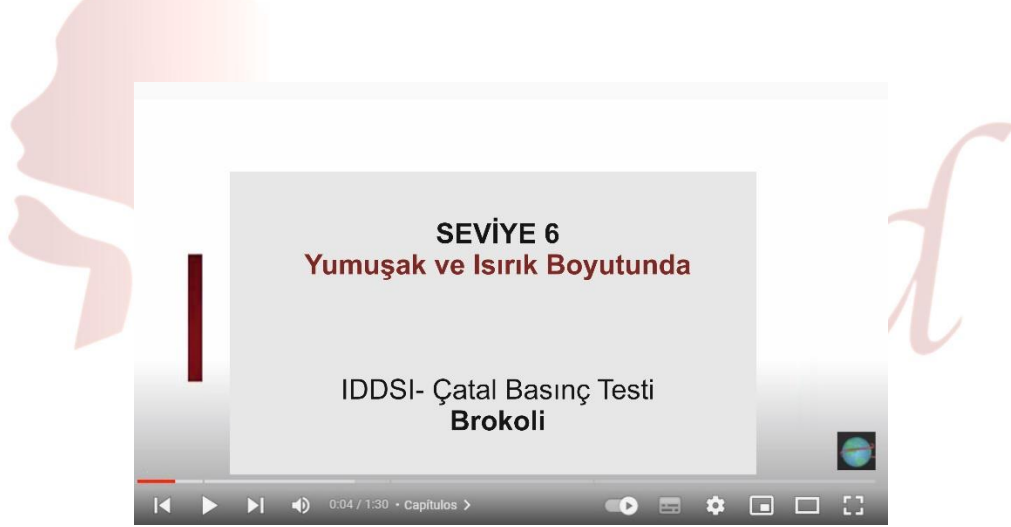 SEVİYE 6
Yumuşak ve Isırık Boyutunda
IDDSI- Çatal Basınç Testi
Brokoli
0:04 / 1:30 • Capítulos >